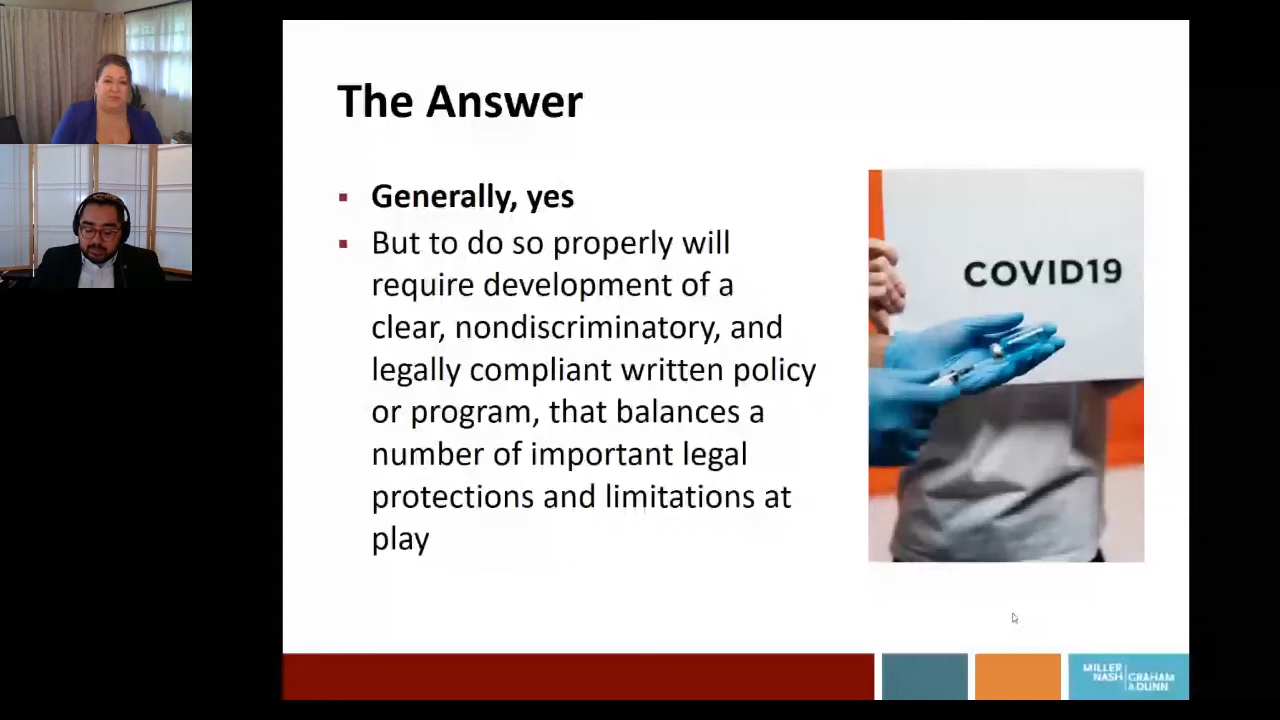 The Answer
Generally, yes
But to do so properly will
require development of a
clear, nondiscriminatory, and
legally compliant written policy
or program, that balances a
number of important legal
protections and limitations at
play
COVID19
MILLER
NASH
GRAHAM
&DUNN